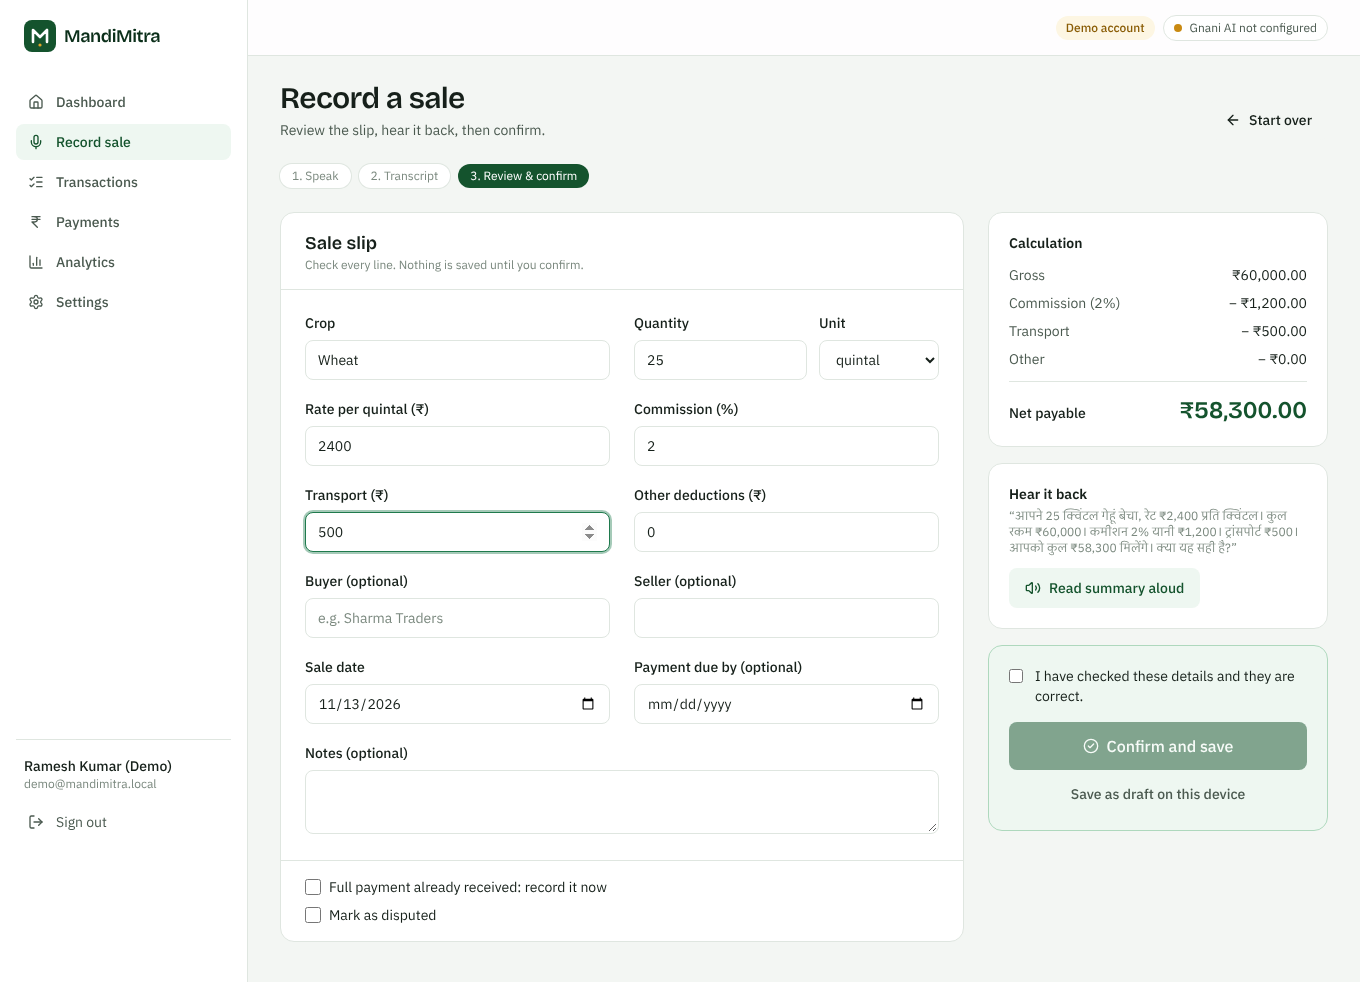 MandiMitra
Demo account
Gnani AI not configured
Dashboard
Record sale
Transactions
Payments
Analytics
Settings
Ramesh Kumar (Demo)
demo@mandimitra.local
Sign out
Record a sale
Review the slip, hear it back, then confirm.
Start over
1. Speak
2. Transcript
3. Review & confirm
Sale slip
Check every line. Nothing is saved until you confirm.
Crop
Quantity
Unit
Wheat
25
quintal
Rate per quintal (₹)
Commission (%)
2400
2
Transport (₹)
Other deductions (₹)
500
0
Buyer (optional)
Seller (optional)
e.g. Sharma Traders
Sale date
Payment due by (optional)
11/13/2026
mm/dd/yyyy
Notes (optional)
Full payment already received: record it now
Mark as disputed
Calculation
Gross ₹60,000.00
Commission (2%) – ₹1,200.00
Transport – ₹500.00
Other – ₹0.00
Net payable ₹58,300.00
Hear it back
“आपने 25 क्विंटल गेहूं बेचा, रेट ₹2,400 प्रति क्विंटल। कुल
रकम ₹60,000। कमीशन 2% यानी ₹1,200। ट्रांसपोर्ट ₹500।
आपको कुल ₹58,300 मिलेंगे। क्या यह सही है?”
Read summary aloud
I have checked these details and they are
correct.
Confirm and save
Save as draft on this device